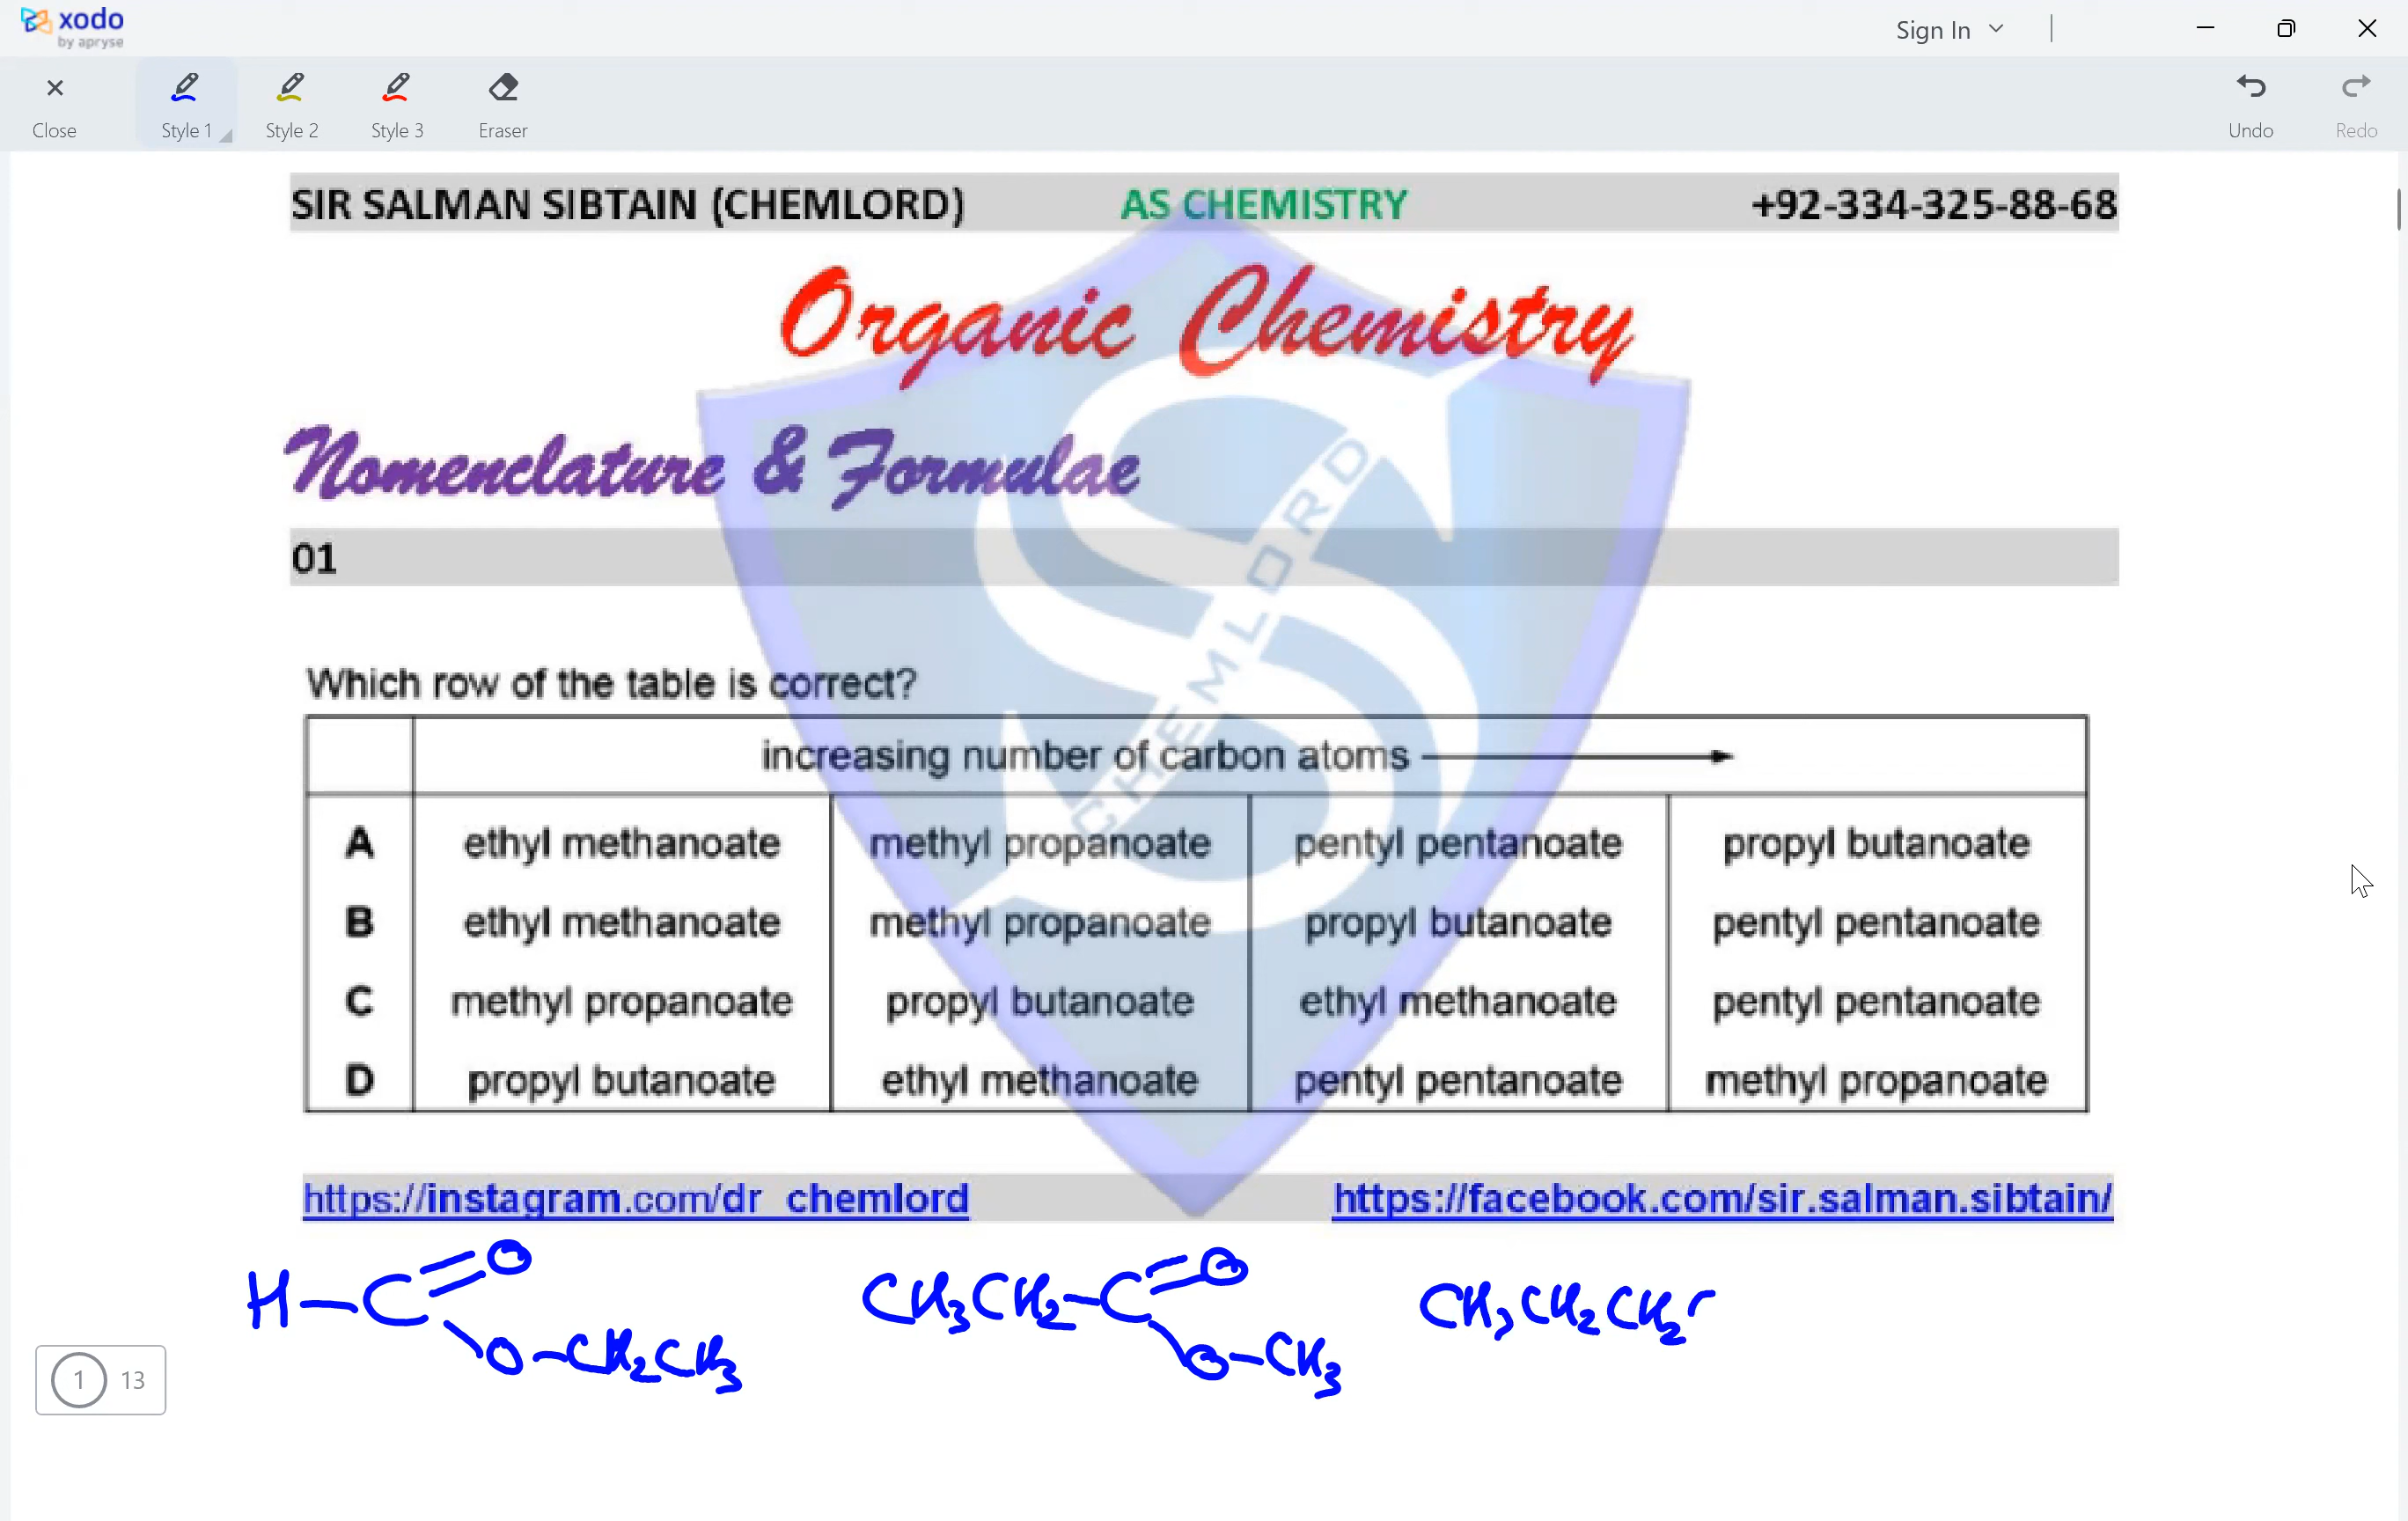 xodo
by apryse
Sign In
Close
Style 1
Style 2
Style 3
Eraser
Undo
Redo
SIR SALMAN SIBTAIN (CHEMLORD) AS CHEMISTRY +92-334-325-88-68
Organic Chemistry
Nomenclature & Formulae
01
CHEMLORD
Which row of the table is correct?
increasing number of carbon atoms
A ethyl methanoate methyl propanoate pentyl pentanoate propyl butanoate
B ethyl methanoate methyl propanoate propyl butanoate pentyl pentanoate
C methyl propanoate propyl butanoate ethyl methanoate pentyl pentanoate
D propyl butanoate ethyl methanoate pentyl pentanoate methyl propanoate
https://instagram.com/dr_chemlord https://facebook.com/sir.salman.sibtain/
H–C=O CH3CH2–C=O CH3CH2CH2
O–CH2CH3 O–CH3
1 13